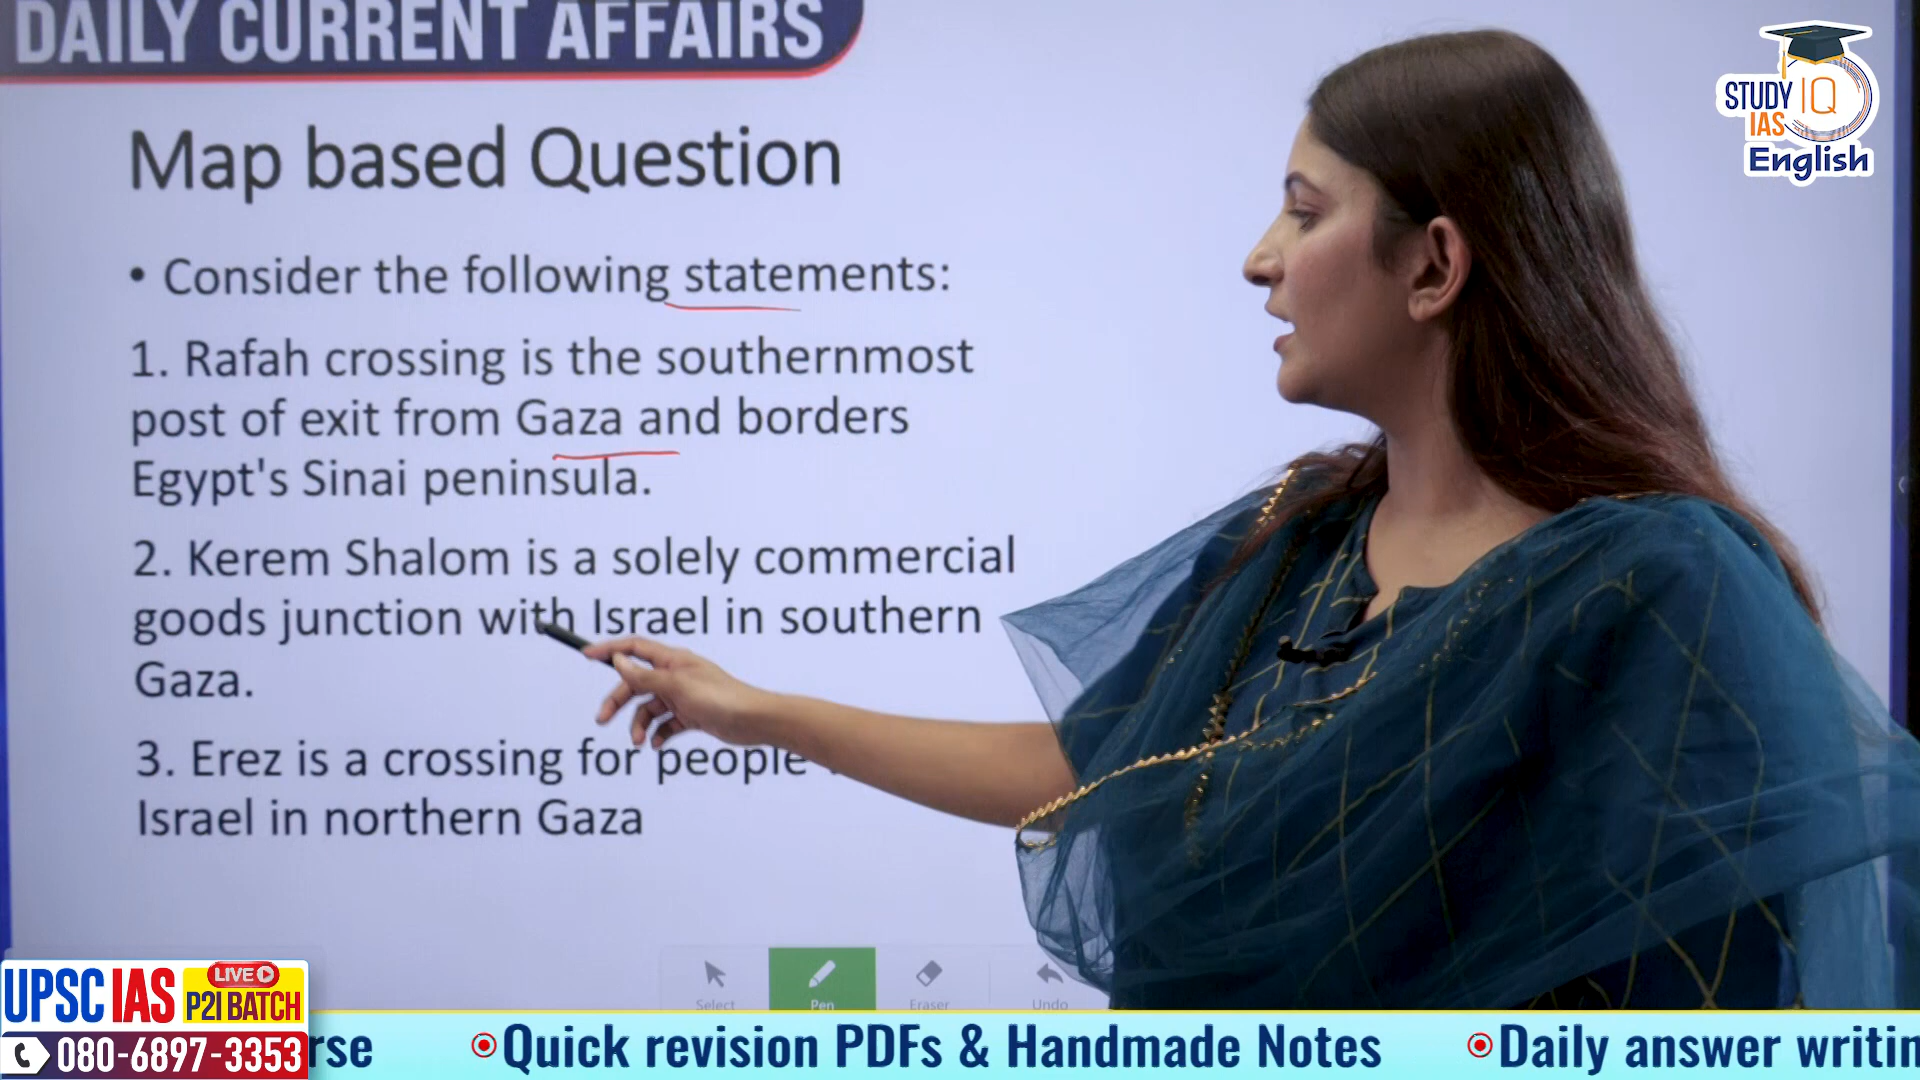 DAILY CURRENT AFFAIRS
STUDY IQ
IAS
English
Map based Question
• Consider the following statements:
1. Rafah crossing is the southernmost
post of exit from Gaza and borders
Egypt's Sinai peninsula.
2. Kerem Shalom is a solely commercial
goods junction with Israel in southern
Gaza.
3. Erez is a crossing for people
Israel in northern Gaza
Select Pen Eraser Undo
UPSC IAS LIVE P2I BATCH
080-6897-3353
rse Quick revision PDFs & Handmade Notes Daily answer writin